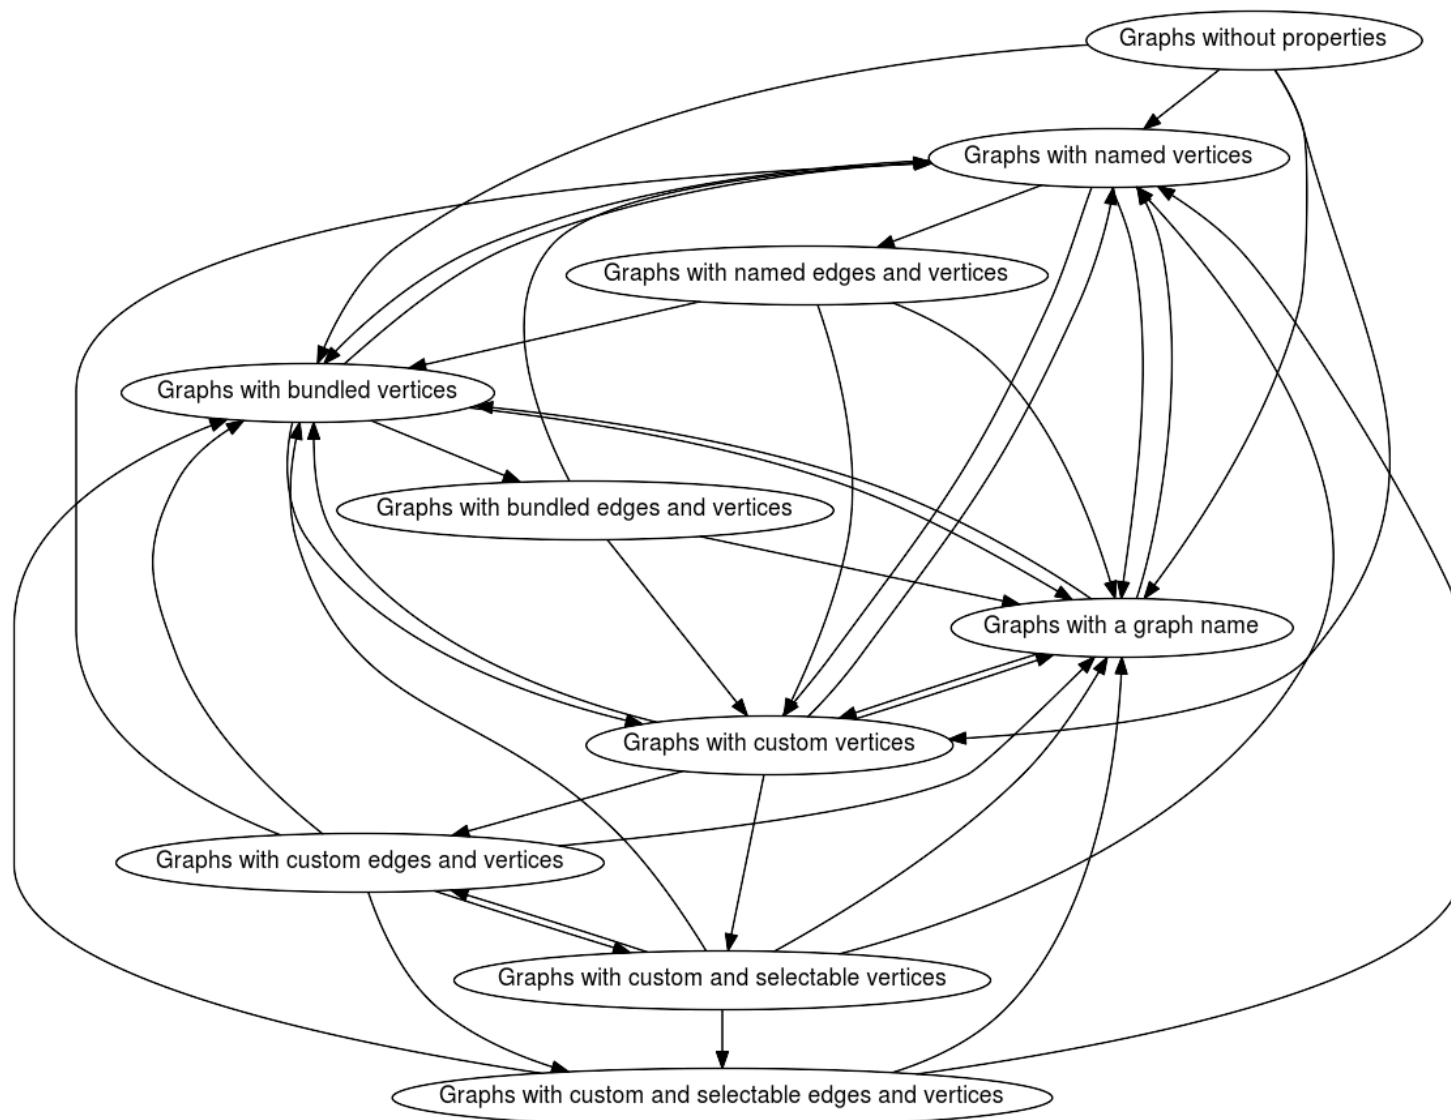 Graphs without properties
Graphs with named vertices
Graphs with named edges and vertices
Graphs with bundled vertices
Graphs with bundled edges and vertices
Graphs with a graph name
Graphs with custom vertices
Graphs with custom edges and vertices
Graphs with custom and selectable vertices
Graphs with custom and selectable edges and vertices